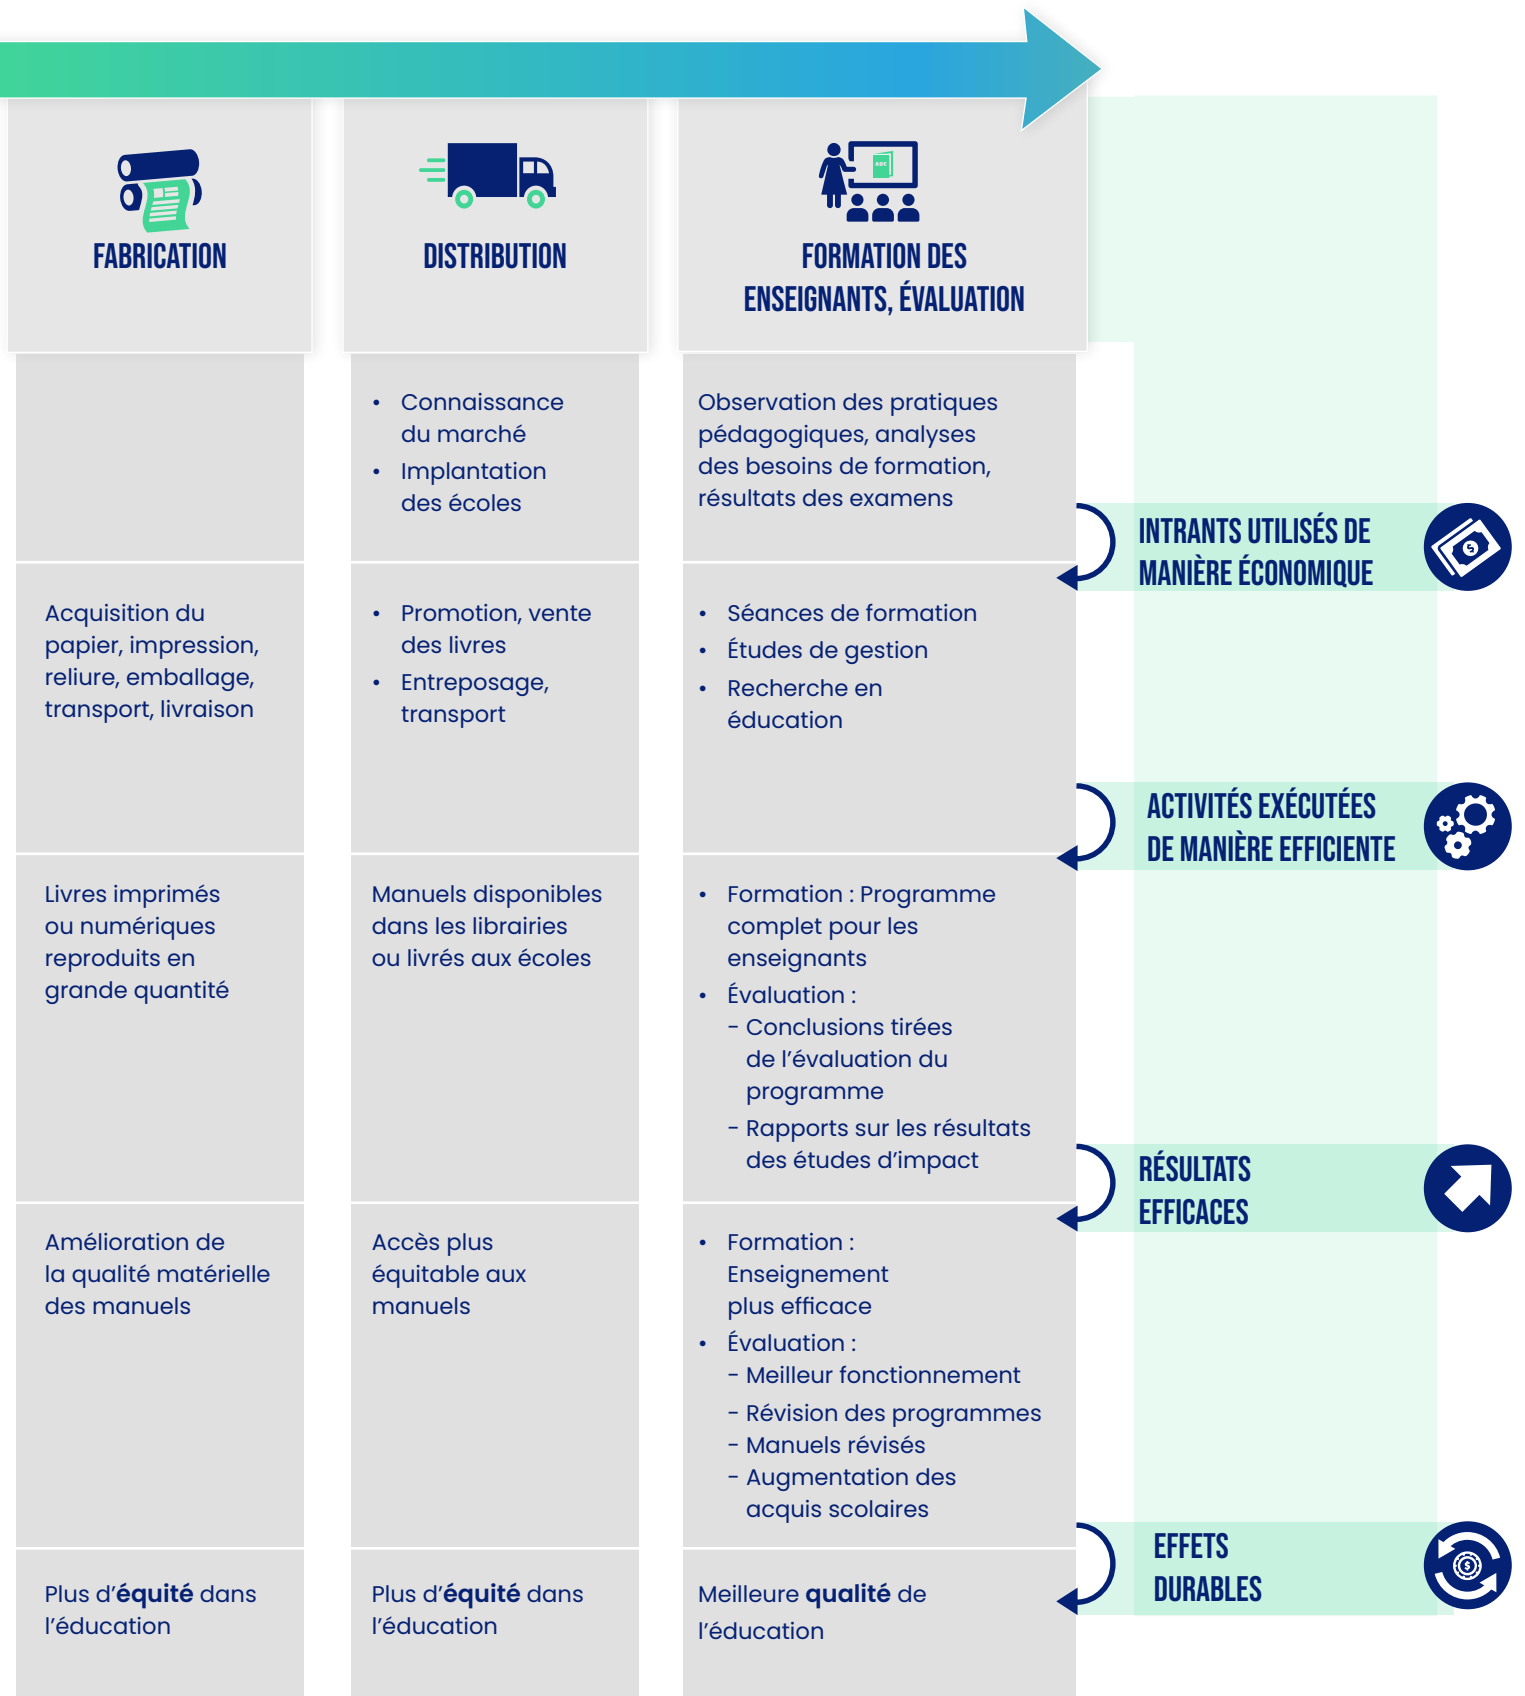 FABRICATION
DISTRIBUTION
FORMATION DES
ENSEIGNANTS, ÉVALUATION
• Connaissance
du marché
• Implantation
des écoles
Observation des pratiques
pédagogiques, analyses
des besoins de formation,
résultats des examens
INTRANTS UTILISÉS DE
MANIÈRE ÉCONOMIQUE
Acquisition du
papier, impression,
reliure, emballage,
transport, livraison
• Promotion, vente
des livres
• Entreposage,
transport
• Séances de formation
• Études de gestion
• Recherche en
éducation
ACTIVITÉS EXÉCUTÉES
DE MANIÈRE EFFICIENTE
Livres imprimés
ou numériques
reproduits en
grande quantité
Manuels disponibles
dans les librairies
ou livrés aux écoles
• Formation : Programme
complet pour les
enseignants
• Évaluation :
- Conclusions tirées
de l’évaluation du
programme
- Rapports sur les résultats
des études d’impact
RÉSULTATS
EFFICACES
Amélioration de
la qualité matérielle
des manuels
Accès plus
équitable aux
manuels
• Formation :
Enseignement
plus efficace
• Évaluation :
- Meilleur fonctionnement
- Révision des programmes
- Manuels révisés
- Augmentation des
acquis scolaires
EFFETS
DURABLES
Plus d’équité dans
l’éducation
Plus d’équité dans
l’éducation
Meilleure qualité de
l’éducation